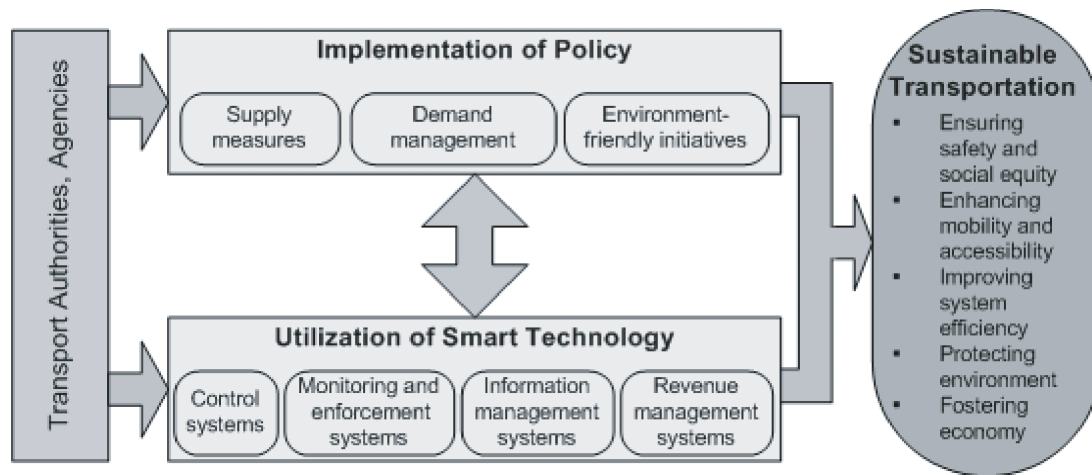 Transport Authorities, Agencies
Implementation of Policy
Supply
measures
Demand
management
Environment-
friendly initiatives
Utilization of Smart Technology
Control
systems
Monitoring and
enforcement
systems
Information
management
systems
Revenue
management
systems
Sustainable
Transportation
▪ Ensuring
safety and
social equity
▪ Enhancing
mobility and
accessibility
▪ Improving
system
efficiency
▪ Protecting
environment
▪ Fostering
economy